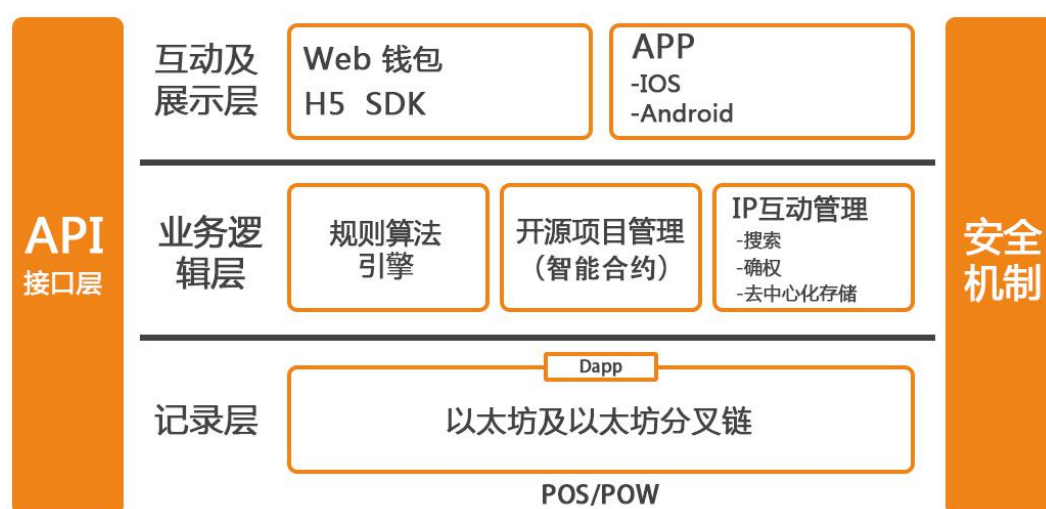 API
接口层
互动及
展示层
Web 钱包
H5 SDK
APP
-IOS
-Android
业务逻
辑层
规则算法
引擎
开源项目管理
（智能合约）
IP互动管理
-搜索
-确权
-去中心化存储
记录层
Dapp
以太坊及以太坊分叉链
POS/POW
安全
机制